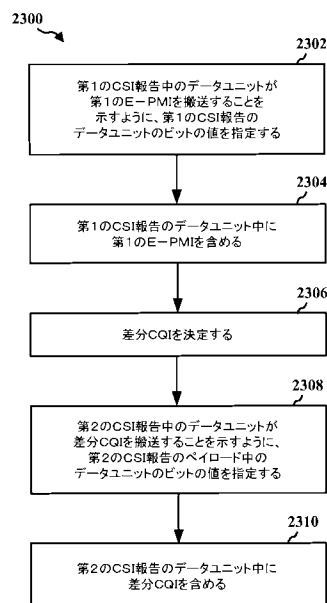 2300
2302
第1のCSI報告中のデータユニットが
第1のE-PMIを搬送することを
示すように、第1のCSI報告の
データユニットのビットの値を指定する
2304
第1のCSI報告のデータユニット中に
第1のE-PMIを含める
2306
差分CQIを決定する
2308
第2のCSI報告中のデータユニットが
差分CQIを搬送することを示すように、
第2のCSI報告のペイロード中の
データユニットのビットの値を指定する
2310
第2のCSI報告のデータユニット中に
差分CQIを含める